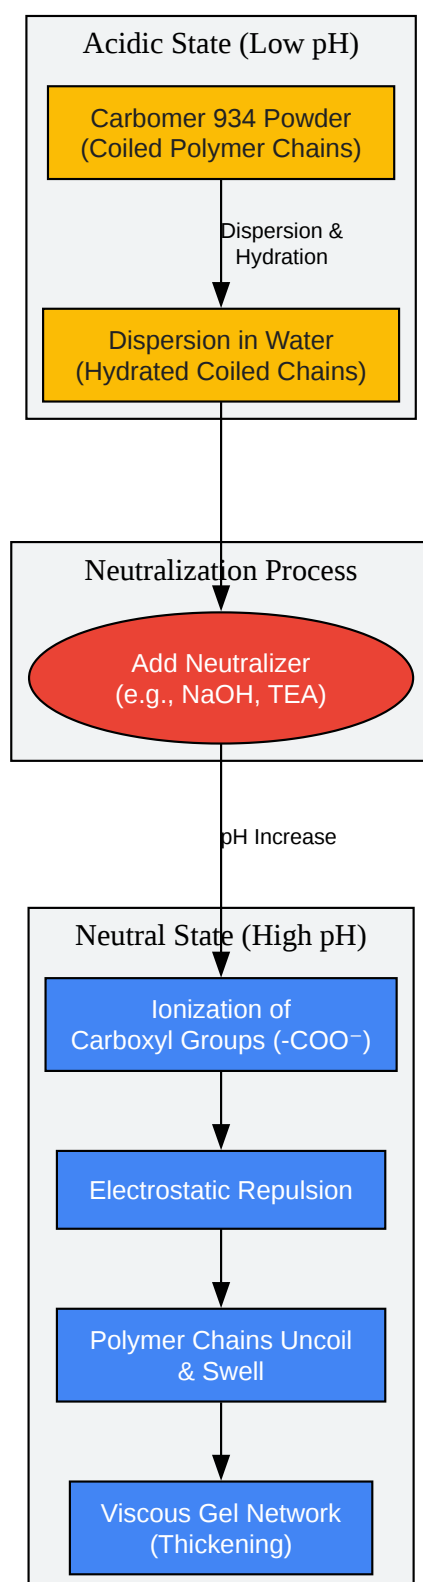 Acidic State (Low pH)
Carbomer 934 Powder
(Coiled Polymer Chains)
Dispersion &
Hydration
Dispersion in Water
(Hydrated Coiled Chains)
Neutralization Process
Add Neutralizer
(e.g., NaOH, TEA)
pH Increase
Neutral State (High pH)
Ionization of
Carboxyl Groups (-COO⁻)
Electrostatic Repulsion
Polymer Chains Uncoil
& Swell
Viscous Gel Network
(Thickening)